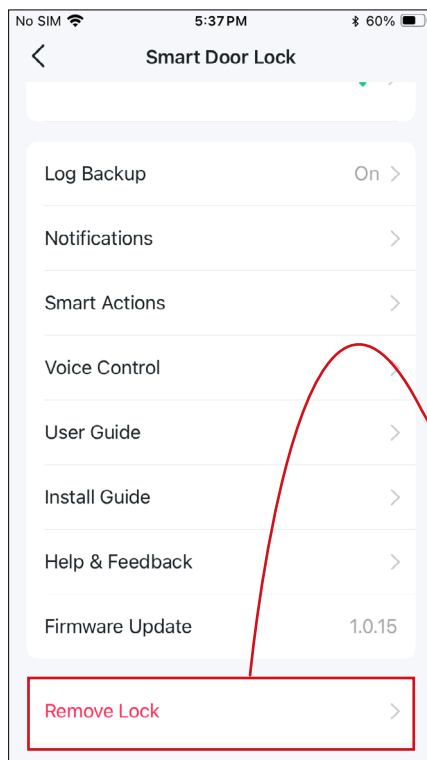 No SIM 5:37 PM 60%
Smart Door Lock
Log Backup On
Notifications
Smart Actions
Voice Control
User Guide
Install Guide
Help & Feedback
Firmware Update 1.0.15
Remove Lock